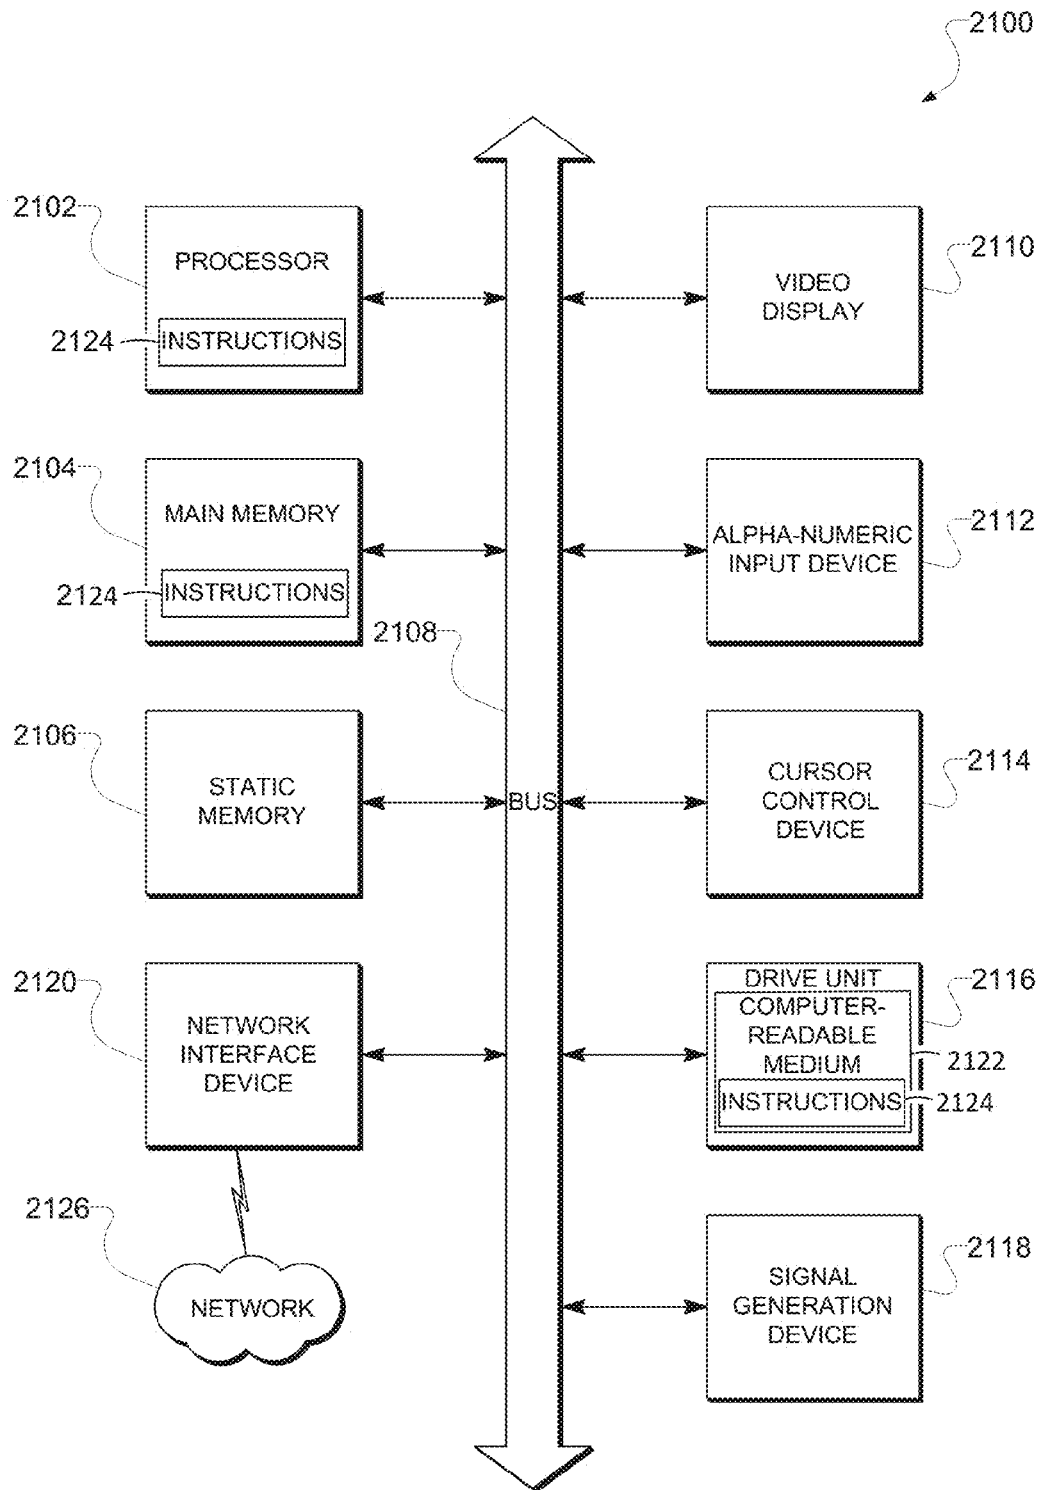 2100
2102
PROCESSOR
2124
INSTRUCTIONS
2110
VIDEO
DISPLAY
2104
MAIN MEMORY
2124
INSTRUCTIONS
2112
ALPHA-NUMERIC
INPUT DEVICE
2108
2106
STATIC
MEMORY
BUS
2114
CURSOR
CONTROL
DEVICE
2120
NETWORK
INTERFACE
DEVICE
2116
DRIVE UNIT
COMPUTER-
READABLE
MEDIUM
2122
INSTRUCTIONS
2124
2126
NETWORK
2118
SIGNAL
GENERATION
DEVICE